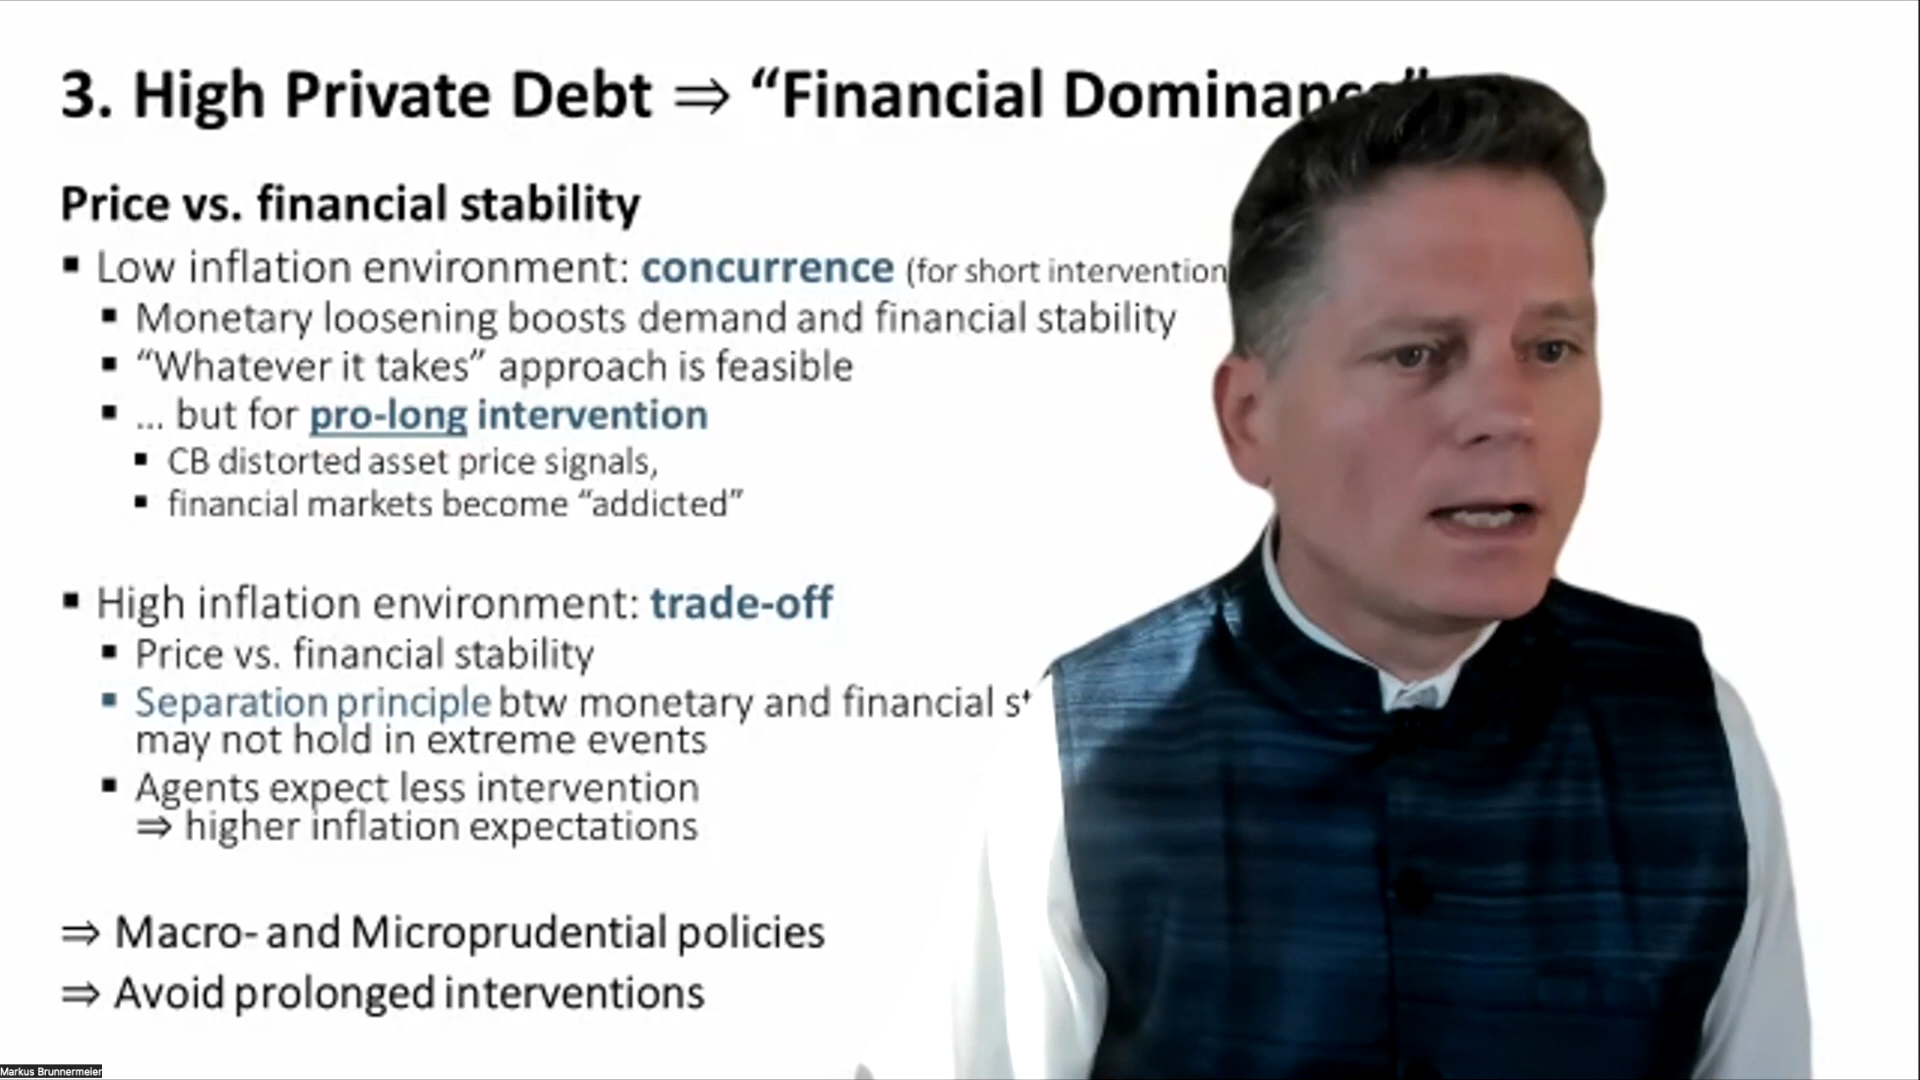 3. High Private Debt ⇒ “Financial Dominance”
Price vs. financial stability
▪ Low inflation environment: concurrence (for short intervention
▪ Monetary loosening boosts demand and financial stability
▪ “Whatever it takes” approach is feasible
▪ ... but for pro-long intervention
▪ CB distorted asset price signals,
▪ financial markets become “addicted”
▪ High inflation environment: trade-off
▪ Price vs. financial stability
▪ Separation principle btw monetary and financial
may not hold in extreme events
▪ Agents expect less intervention
⇒ higher inflation expectations
⇒ Macro- and Microprudential policies
⇒ Avoid prolonged interventions
Markus Brunnermeier